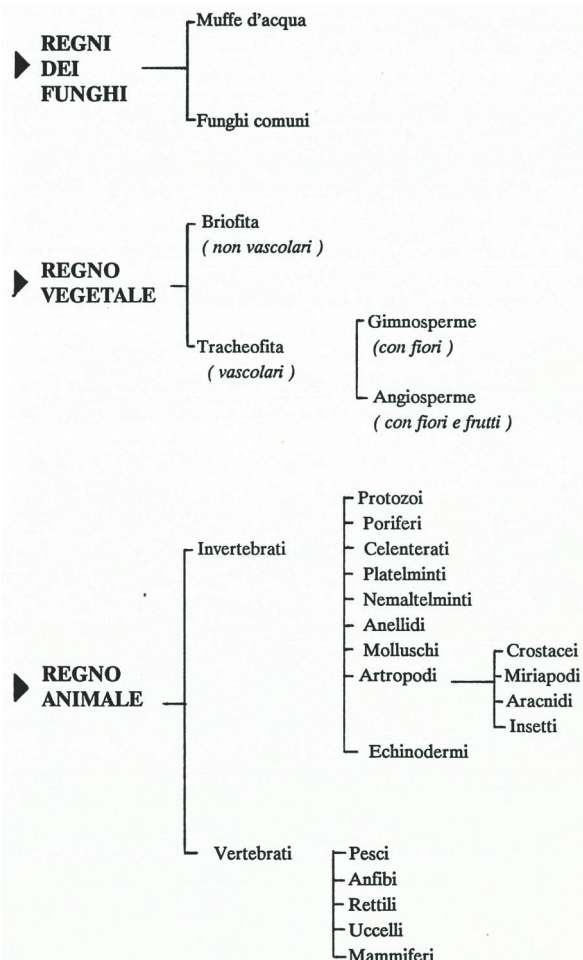 REGNI
DEI
FUNGHI
Muffe d'acqua
Funghi comuni
REGNO
VEGETALE
Briofita
( non vascolari )
Tracheofita
( vascolari )
Gimnosperme
(con fiori )
Angiosperme
( con fiori e frutti )
REGNO
ANIMALE
Invertebrati
Protozoi
Poriferi
Celenterati
Platelminti
Nemaltelminti
Anellidi
Molluschi
Artropodi
Crostacei
Miriapodi
Aracnidi
Insetti
Echinodermi
Vertebrati
Pesci
Anfibi
Rettili
Uccelli
Mammiferi